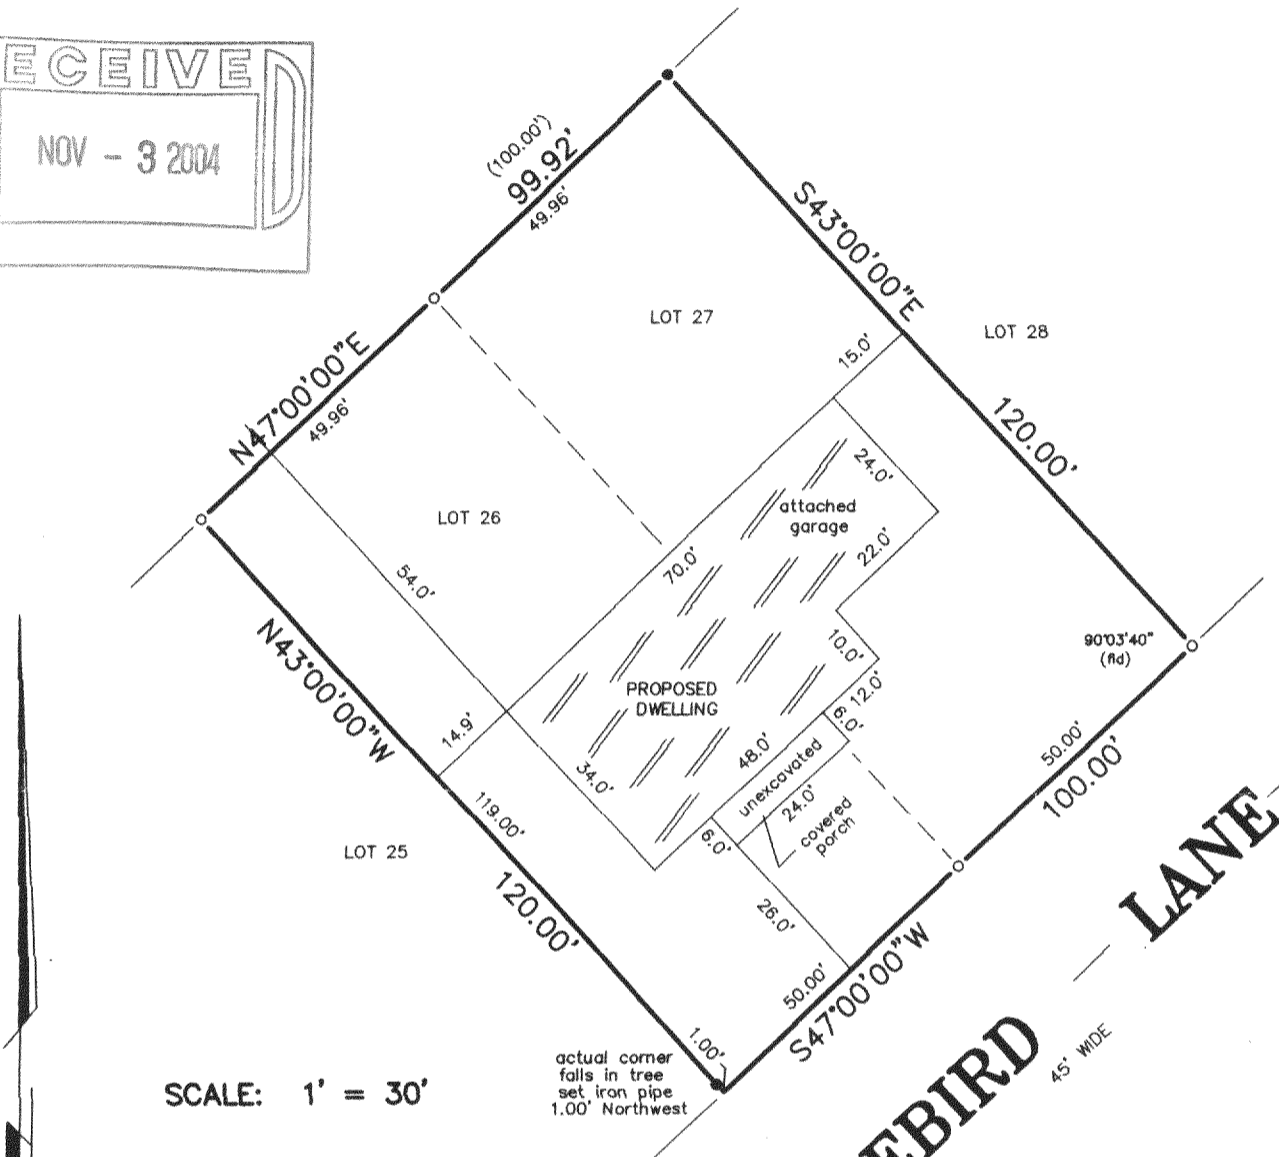 ECEIVED
NOV - 3 2004
(100.00')
99.92'
49.96'
S43°00'00"E
LOT 27
LOT 28
15.0'
N47°00'00"E
49.96'
120.00'
24.0'
attached
garage
LOT 26
22.0'
70.0'
54.0'
10.0'
90°03'40"
(fld)
N43°00'00"W
PROPOSED
DWELLING
12.0'
6.0'
14.9'
48.0'
50.00'
100.00'
34.0'
unexcavated
24.0'
covered
porch
119.00'
6.0'
LOT 25
LANE
120.00'
26.0'
50.00'
S47°00'00"W
1.00'
actual corner
falls in tree
set iron pipe
1.00' Northwest
EBIRD
45' WIDE
SCALE: 1' = 30'